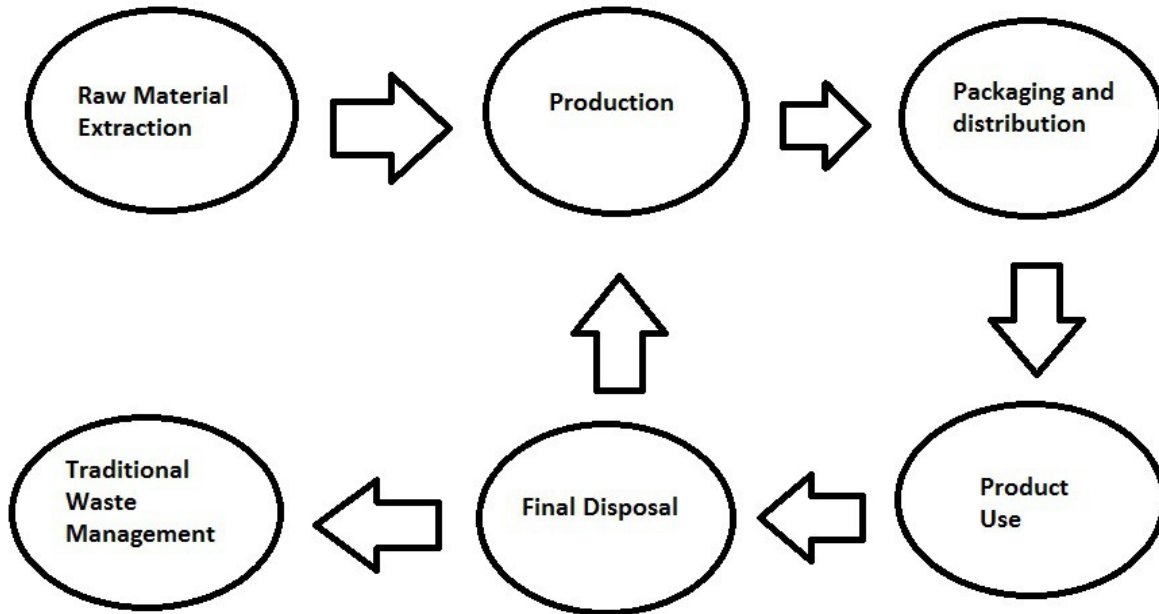 Raw Material
Extraction
Production
Packaging and
distribution
Traditional
Waste
Management
Final Disposal
Product
Use